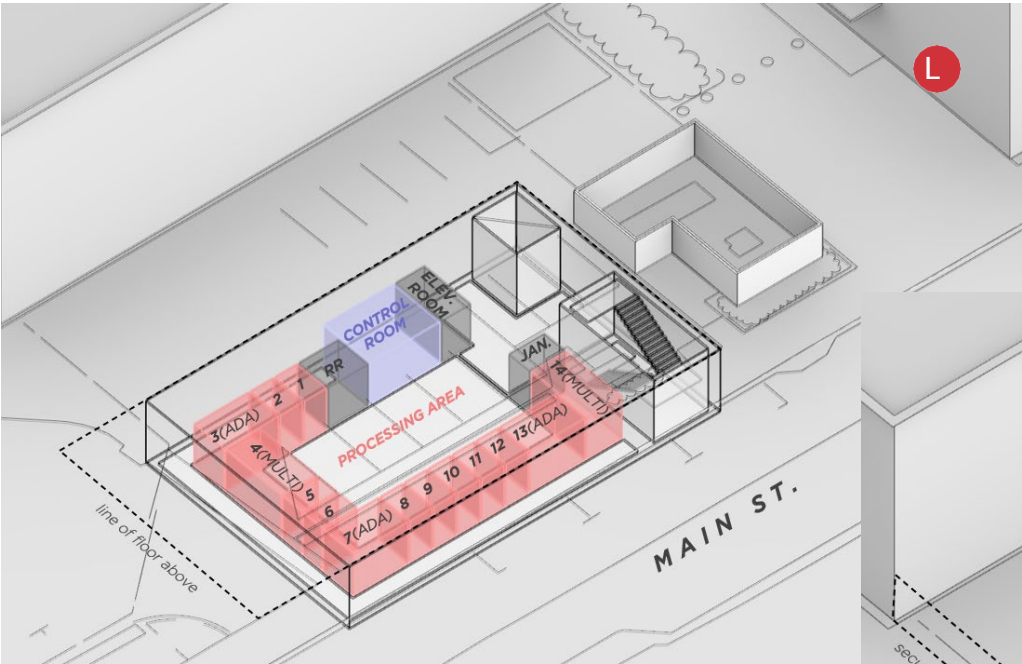 L
ELEV.
ROOM
CONTROL
ROOM
RR
JAN.
1
2
3(ADA)
4(MULTI)
5
6
7(ADA)
8
9
10
11
12
13(ADA)
14(MULTI)
PROCESSING AREA
line of floor above
MAIN ST.